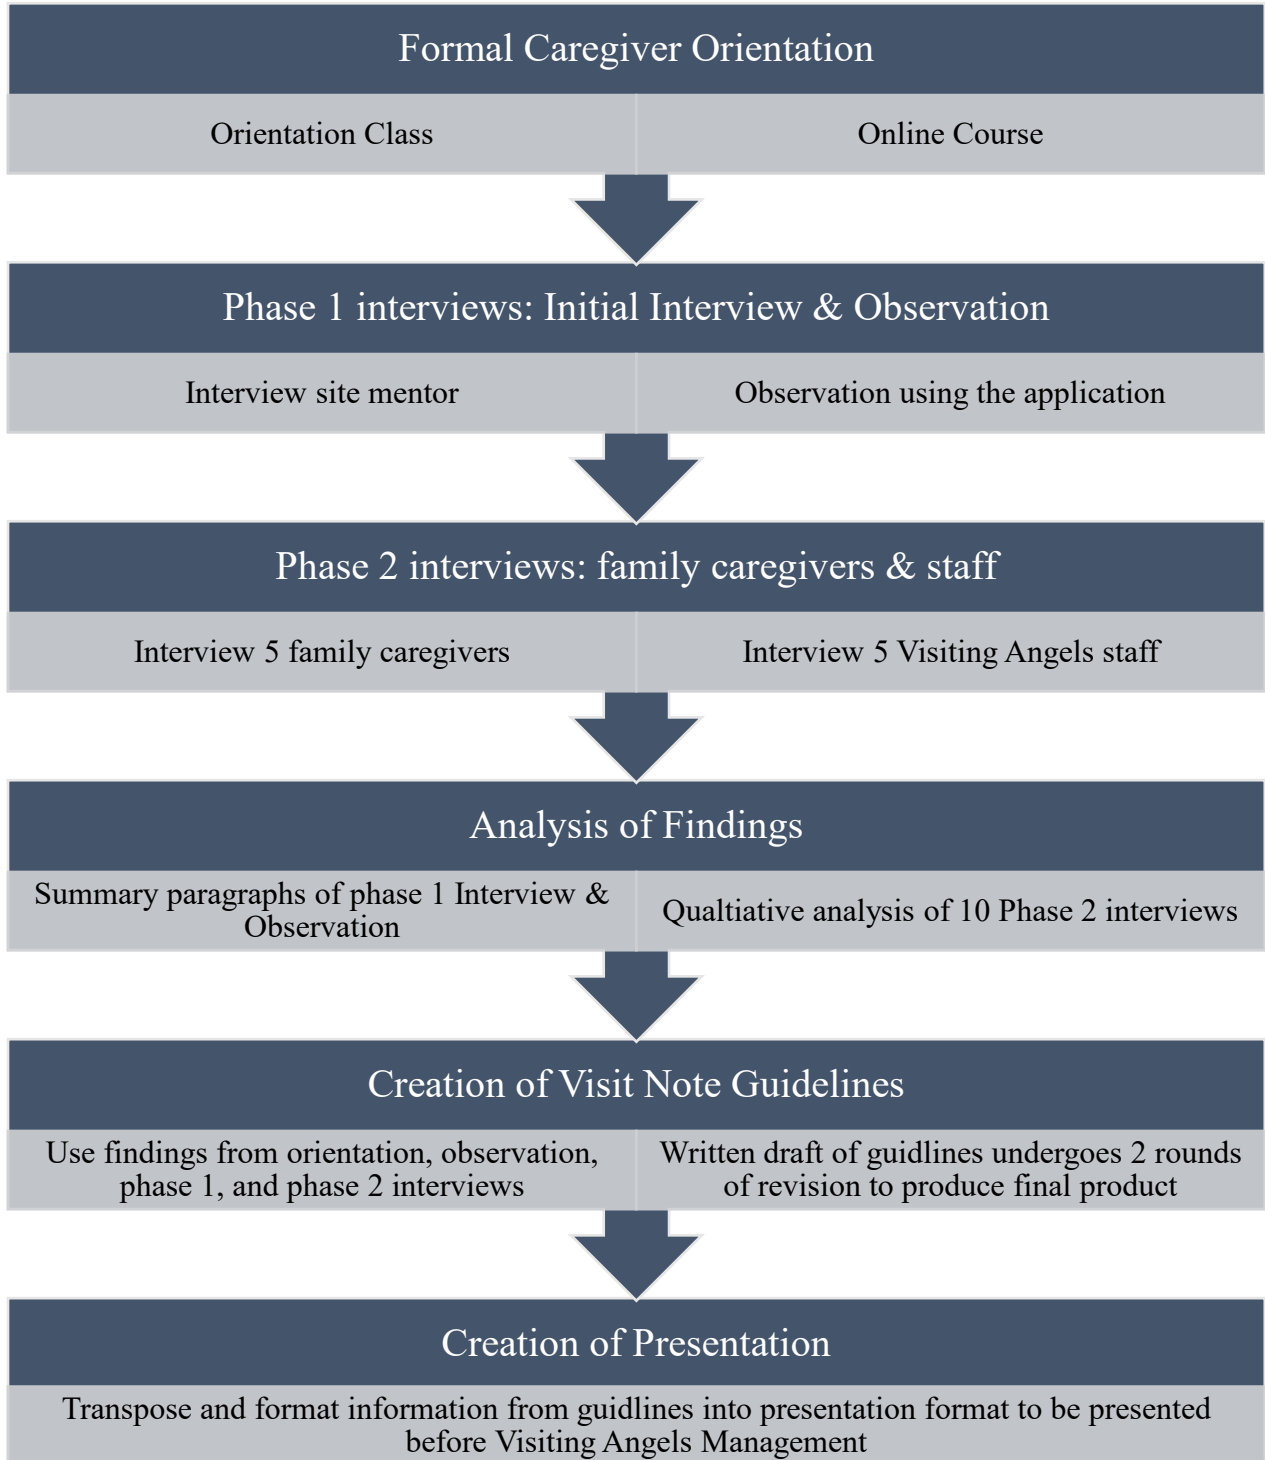 Formal Caregiver Orientation
Orientation Class
Online Course
Phase 1 interviews: Initial Interview & Observation
Interview site mentor
Observation using the application
Phase 2 interviews: family caregivers & staff
Interview 5 family caregivers
Interview 5 Visiting Angels staff
Analysis of Findings
Summary paragraphs of phase 1 Interview &
Observation
Qualtiative analysis of 10 Phase 2 interviews
Creation of Visit Note Guidelines
Use findings from orientation, observation,
phase 1, and phase 2 interviews
Written draft of guidlines undergoes 2 rounds
of revision to produce final product
Creation of Presentation
Transpose and format information from guidlines into presentation format to be presented
before Visiting Angels Management